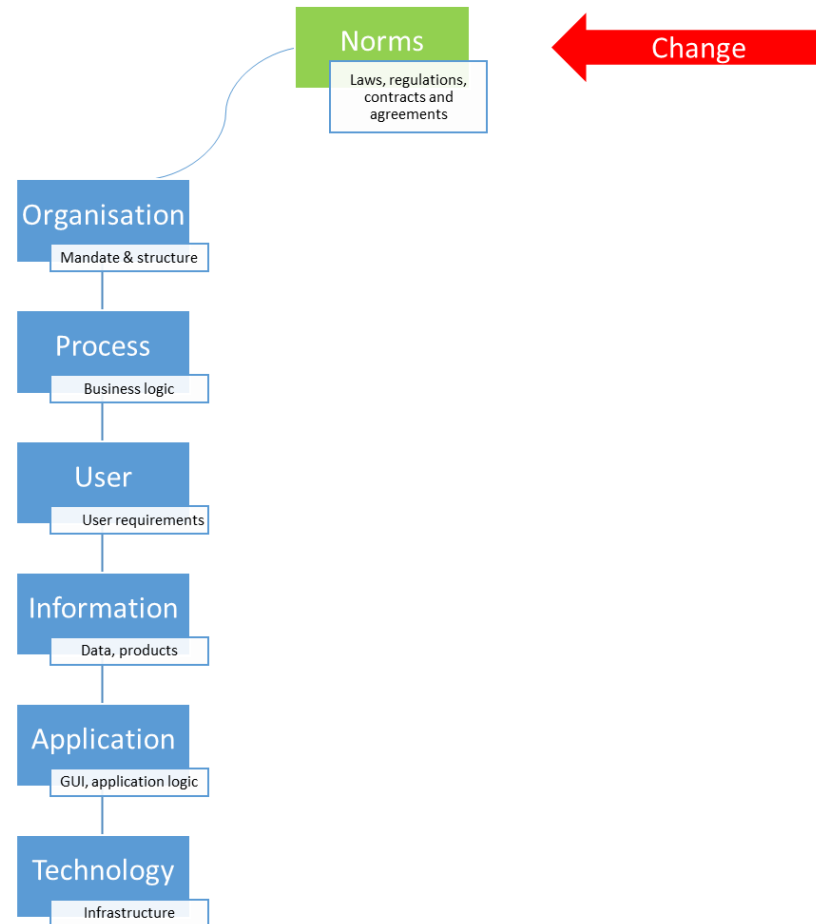 Norms
Change
Laws, regulations,
contracts and
agreements
Organisation
Mandate & structure
Process
Business logic
User
User requirements
Information
Data, products
Application
GUI, application logic
Technology
Infrastructure